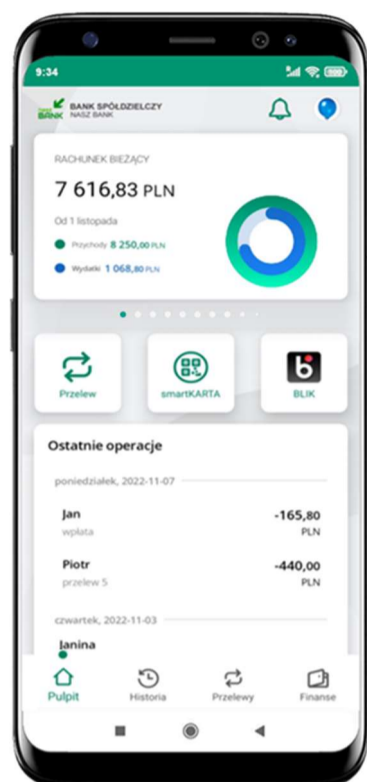 9:34
BANK BANK SPÓŁDZIELCZY
NASZ BANK
RACHUNEK BIEŻĄCY
7 616,83 PLN
Od 1 listopada
Przychody 8 250,00 PLN
Wydatki 1 068,80 PLN
Przelew smartKARTA BLIK
Ostatnie operacje
poniedziałek, 2022-11-07
Jan -165,80
wpłata PLN
Piotr -440,00
przelew 5 PLN
czwartek, 2022-11-03
Janina
Pulpit Historia Przelewy Finanse